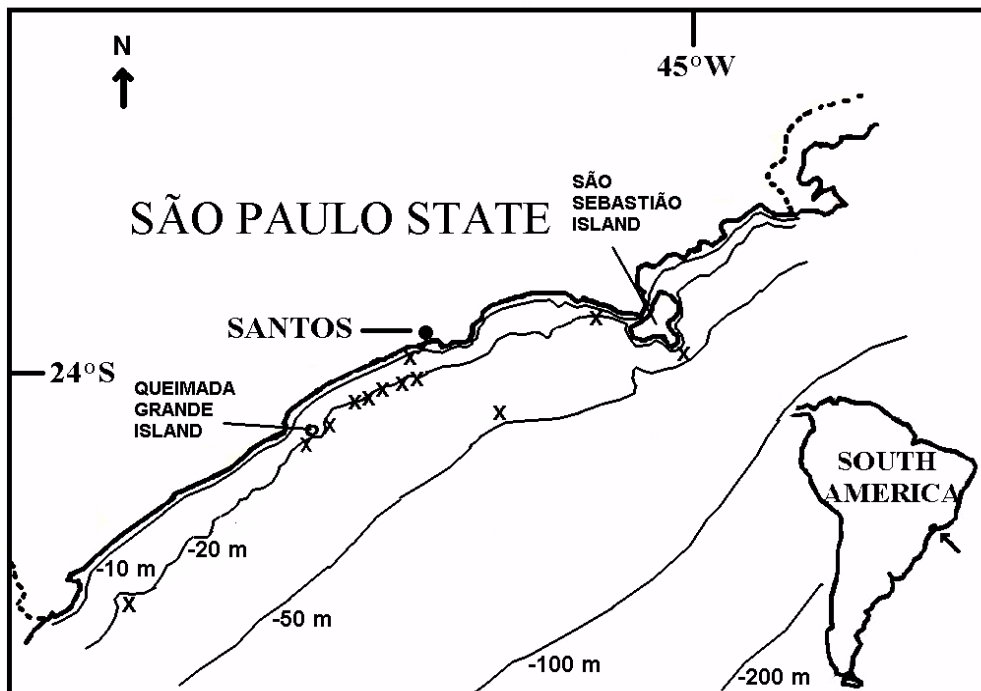 N
45°W
SÃO
SEBASTIÃO
ISLAND
SÃO PAULO STATE
SANTOS
24°S
QUEIMADA
GRANDE
ISLAND
X
X
X
X
X
X
X
X
X
X
X
X
SOUTH
AMERICA
-10 m
-20 m
-50 m
-100 m
-200 m